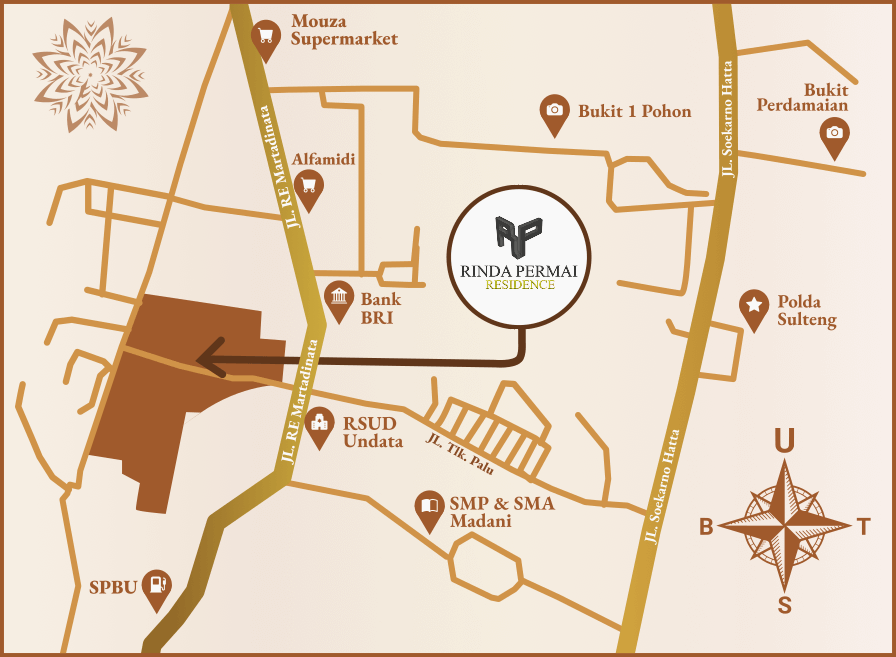 Mouza
Supermarket
JL. RE Martadinata
Alfamidi
Bukit 1 Pohon
JL. Soekarno Hatta
Bukit
Perdamaian
RINDA PERMAI
RESIDENCE
Bank
BRI
Polda
Sulteng
JL. RE Martadinata
RSUD
Undata
JL. Tlk. Palu
JL. Soekarno Hatta
SMP & SMA
Madani
SPBU
U
B
T
S